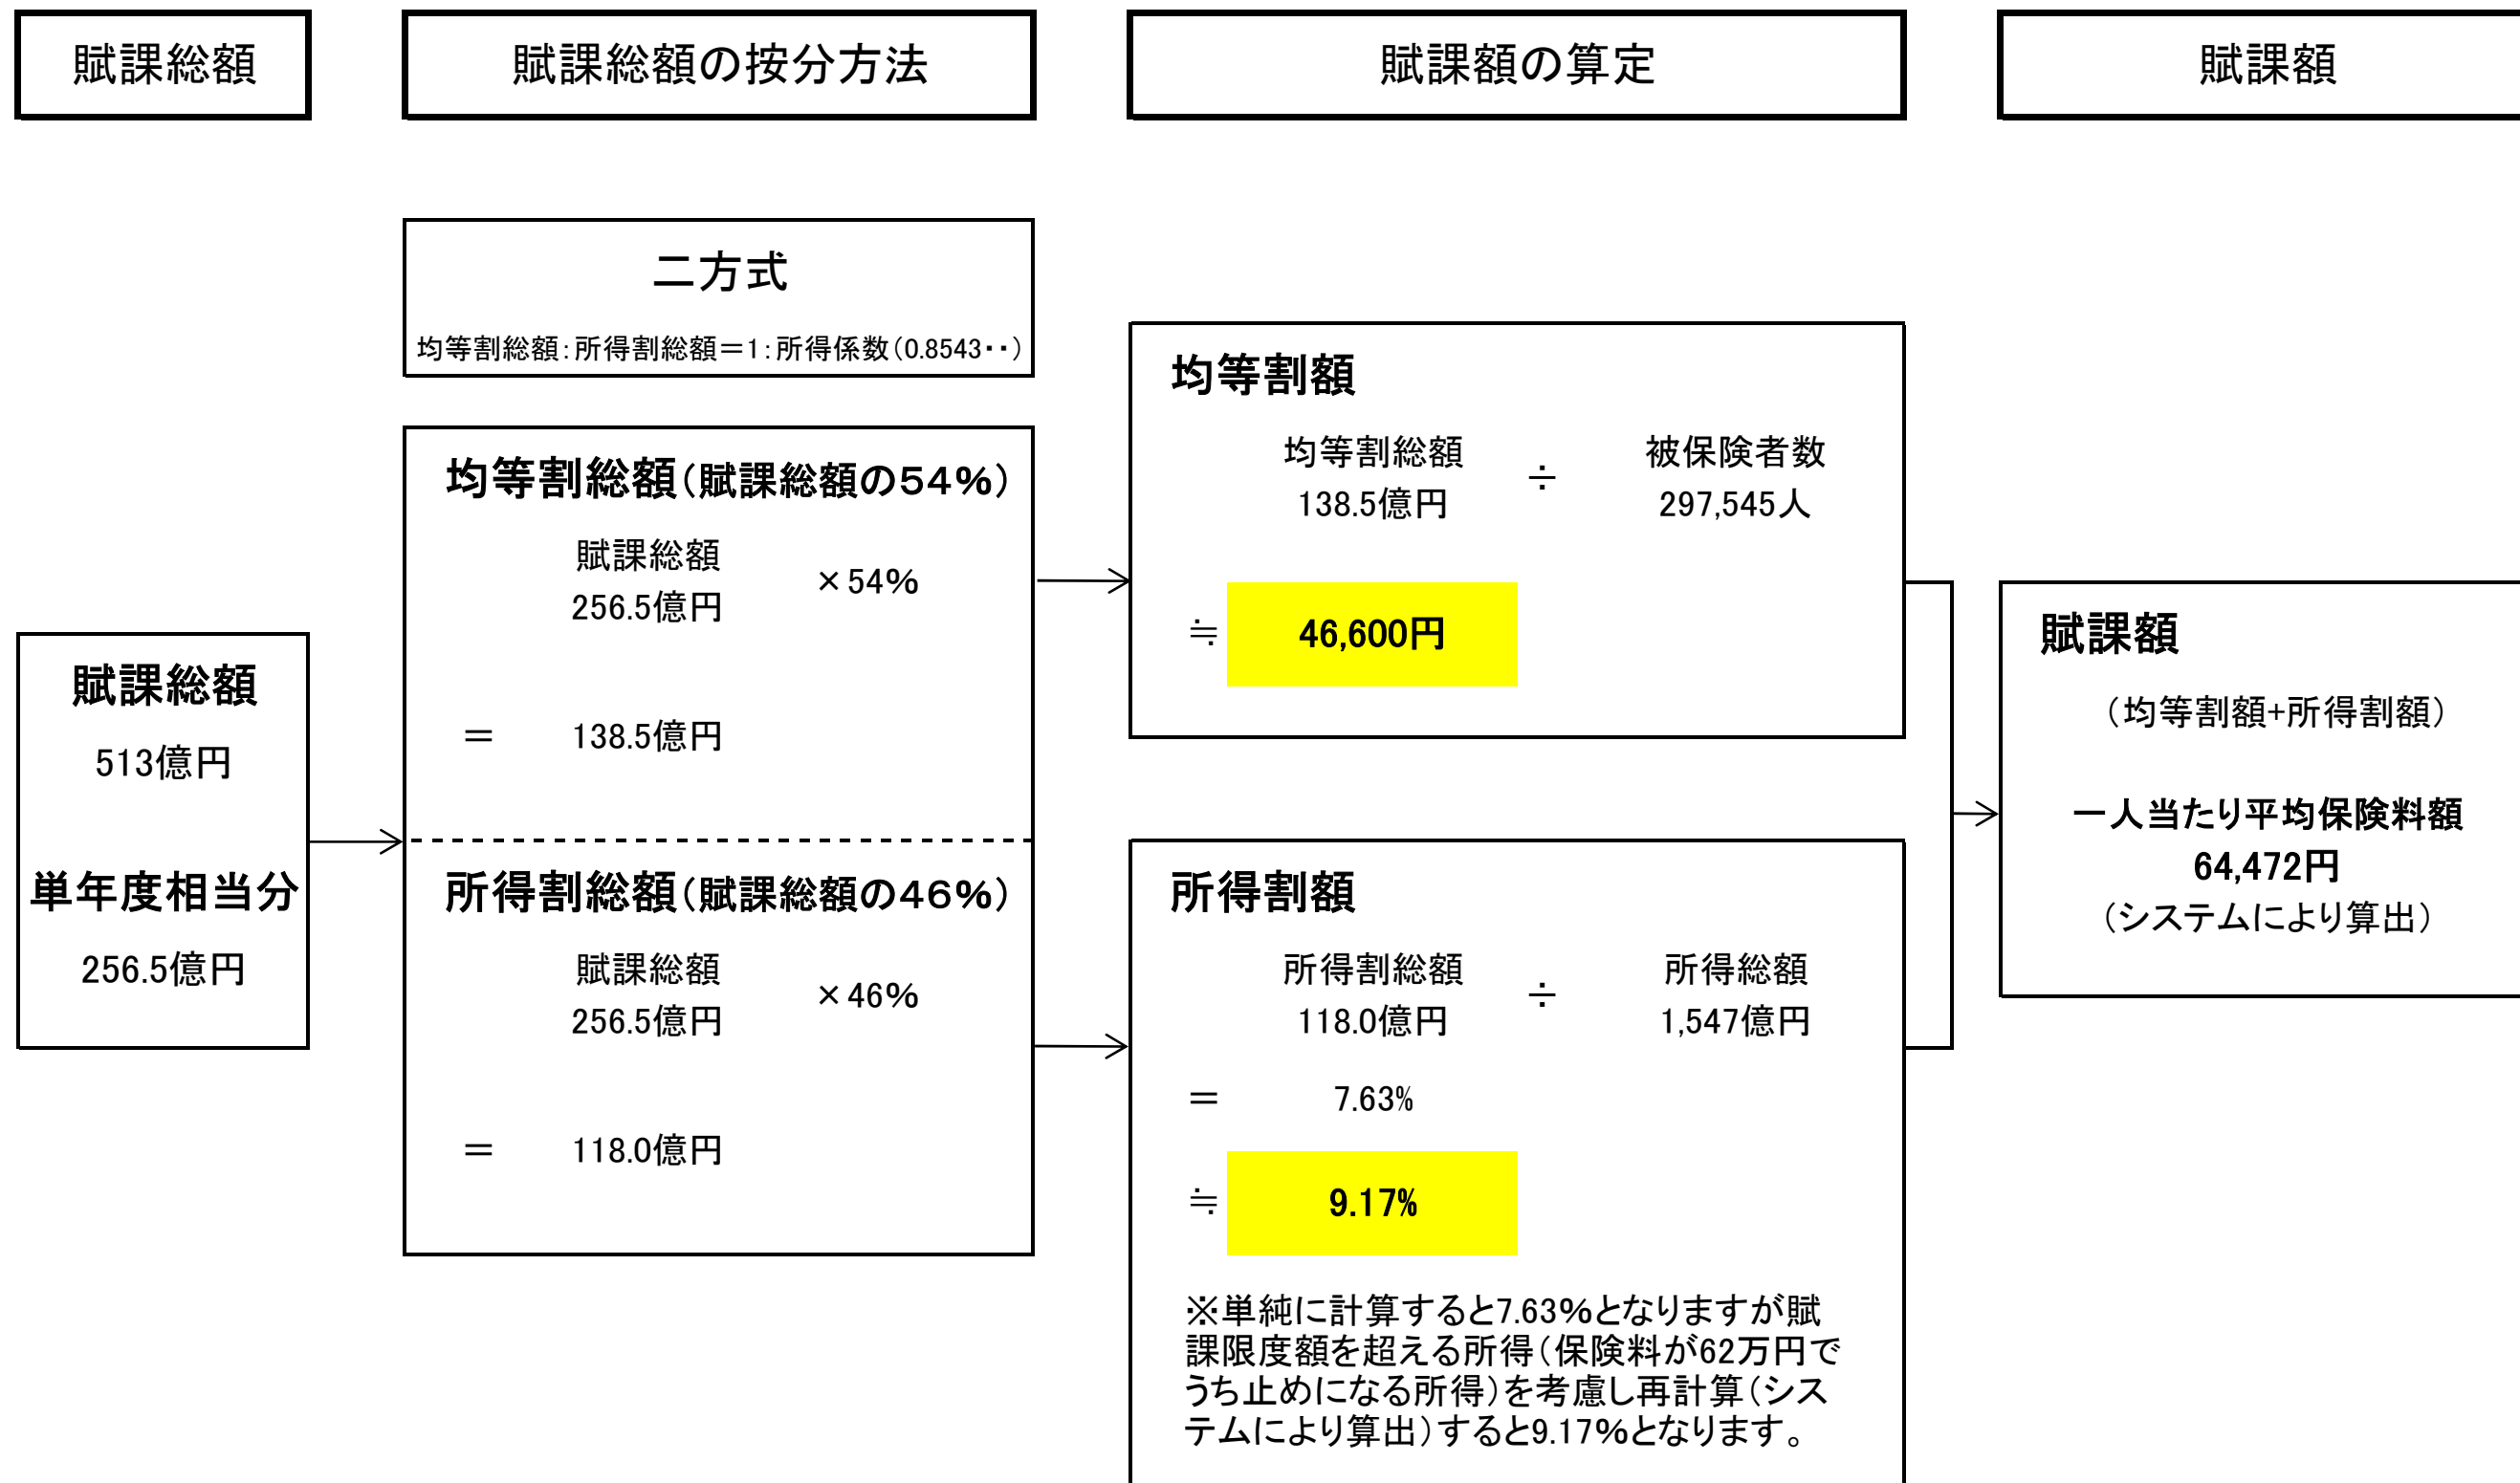 賦課総額
賦課総額の按分方法
賦課額の算定
賦課額
二方式
均等割総額:所得割総額＝1:所得係数(0.8543・・)
均等割総額(賦課総額の54%)
賦課総額
256.5億円
×54%
＝ 138.5億円
賦課総額
513億円
単年度相当分
256.5億円
所得割総額(賦課総額の46%)
賦課総額
256.5億円
×46%
＝ 118.0億円
均等割額
均等割総額
138.5億円
÷
被保険者数
297,545人
≒ 46,600円
所得割額
所得割総額
118.0億円
÷
所得総額
1,547億円
＝ 7.63%
≒ 9.17%
※単純に計算すると7.63%となりますが賦
課限度額を超える所得(保険料が62万円で
うち止めになる所得)を考慮し再計算(シス
テムにより算出)すると9.17%となります。
賦課額
(均等割額+所得割額)
一人当たり平均保険料額
64,472円
(システムにより算出)